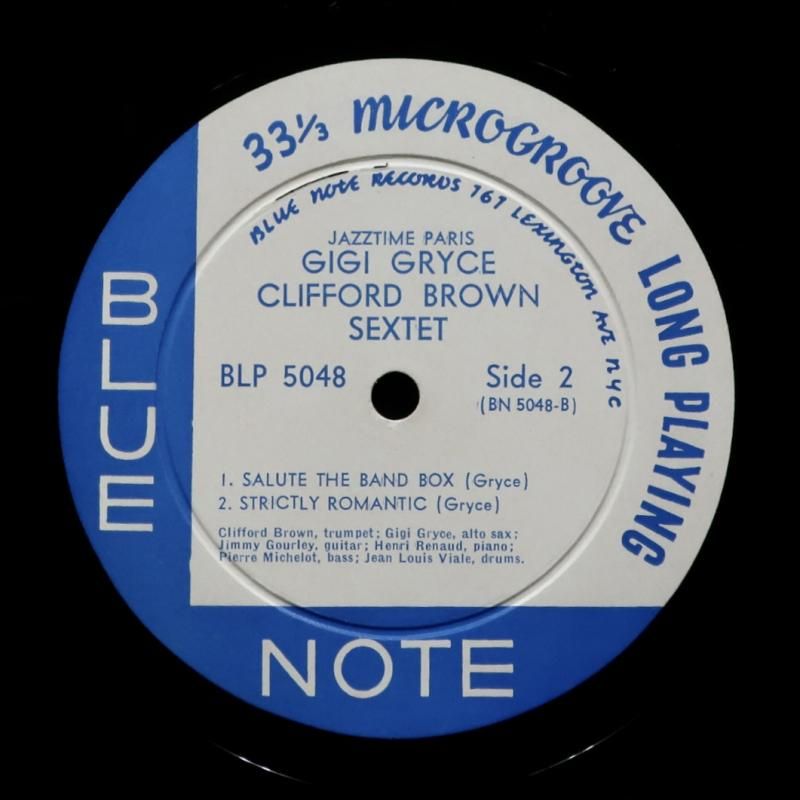 33⅓ MICROGROOVE LONG PLAYING
BLUE NOTE RECORDS 767 LEXINGTON AVE NYC
JAZZTIME PARIS
GIGI GRYCE
CLIFFORD BROWN
SEXTET
BLP 5048
Side 2
(BN 5048-B)
1. SALUTE THE BAND BOX (Gryce)
2. STRICTLY ROMANTIC (Gryce)
Clifford Brown, trumpet; Gigi Gryce, alto sax;
Jimmy Gourley, guitar; Henri Renaud, piano;
Pierre Michelot, bass; Jean Louis Viale, drums.
BLUE
NOTE